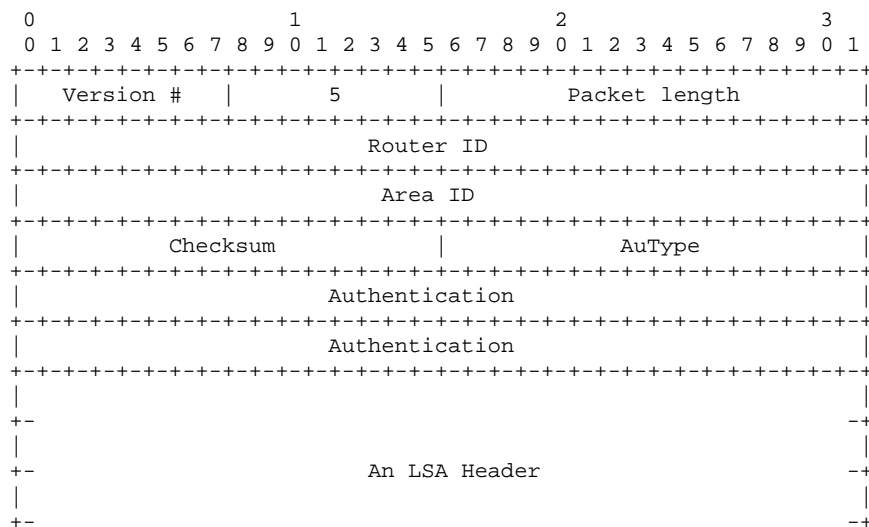 0                   1                   2                   3
0 1 2 3 4 5 6 7 8 9 0 1 2 3 4 5 6 7 8 9 0 1 2 3 4 5 6 7 8 9 0 1
+-+-+-+-+-+-+-+-+-+-+-+-+-+-+-+-+-+-+-+-+-+-+-+-+-+-+-+-+-+-+-+-+
|   Version #   |       5       |         Packet length         |
+-+-+-+-+-+-+-+-+-+-+-+-+-+-+-+-+-+-+-+-+-+-+-+-+-+-+-+-+-+-+-+-+
|                          Router ID                            |
+-+-+-+-+-+-+-+-+-+-+-+-+-+-+-+-+-+-+-+-+-+-+-+-+-+-+-+-+-+-+-+-+
|                           Area ID                             |
+-+-+-+-+-+-+-+-+-+-+-+-+-+-+-+-+-+-+-+-+-+-+-+-+-+-+-+-+-+-+-+-+
|           Checksum            |             AuType            |
+-+-+-+-+-+-+-+-+-+-+-+-+-+-+-+-+-+-+-+-+-+-+-+-+-+-+-+-+-+-+-+-+
|                       Authentication                          |
+-+-+-+-+-+-+-+-+-+-+-+-+-+-+-+-+-+-+-+-+-+-+-+-+-+-+-+-+-+-+-+-+
|                       Authentication                          |
+-+-+-+-+-+-+-+-+-+-+-+-+-+-+-+-+-+-+-+-+-+-+-+-+-+-+-+-+-+-+-+-+
|                                                               |
+-                                                             -+
|                                                               |
+-                         An LSA Header                       -+
|                                                               |
+-                                                             -+